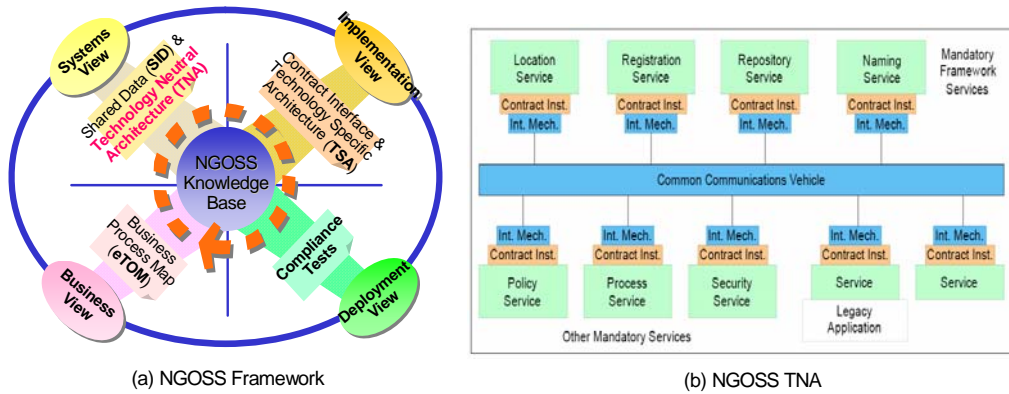 Systems
View
Shared Data (SID) &
Technology Neutral
Architecture (TNA)
Implementation
View
Contract Interface &
Technology Specific
Architecture (TSA)
NGOSS
Knowledge
Base
Business
View
Business
Process Map
(eTOM)
Compliance
Tests
Deployment
View
(a) NGOSS Framework
Location
Service
Registration
Service
Repository
Service
Naming
Service
Mandatory
Framework
Services
Contract Inst.
Contract Inst.
Contract Inst.
Contract Inst.
Int. Mech.
Int. Mech.
Int. Mech.
Int. Mech.
Common Communications Vehicle
Int. Mech.
Int. Mech.
Int. Mech.
Int. Mech.
Int. Mech.
Contract Inst.
Contract Inst.
Contract Inst.
Contract Inst.
Contract Inst.
Policy
Service
Process
Service
Security
Service
Service
Service
Legacy
Application
Other Mandatory Services
(b) NGOSS TNA